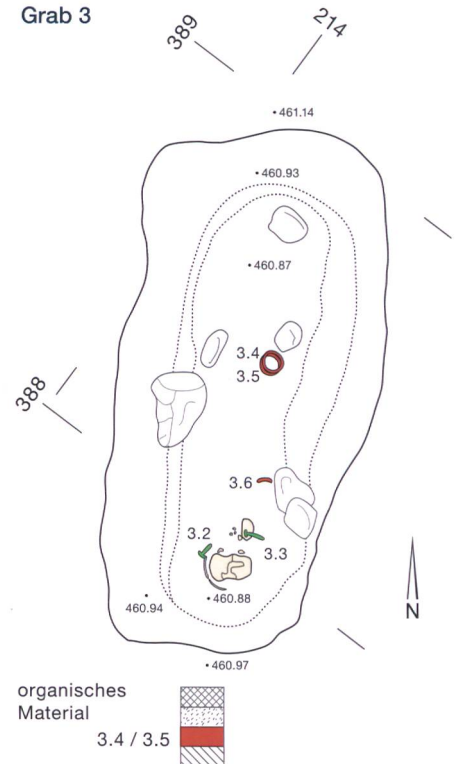 Grab 3
389
214
• 461.14
• 460.93
• 460.87
3.4
3.5
388
3.6
3.2
3.3
460.94
• 460.88
N
• 460.97
organisches
Material
3.4 / 3.5